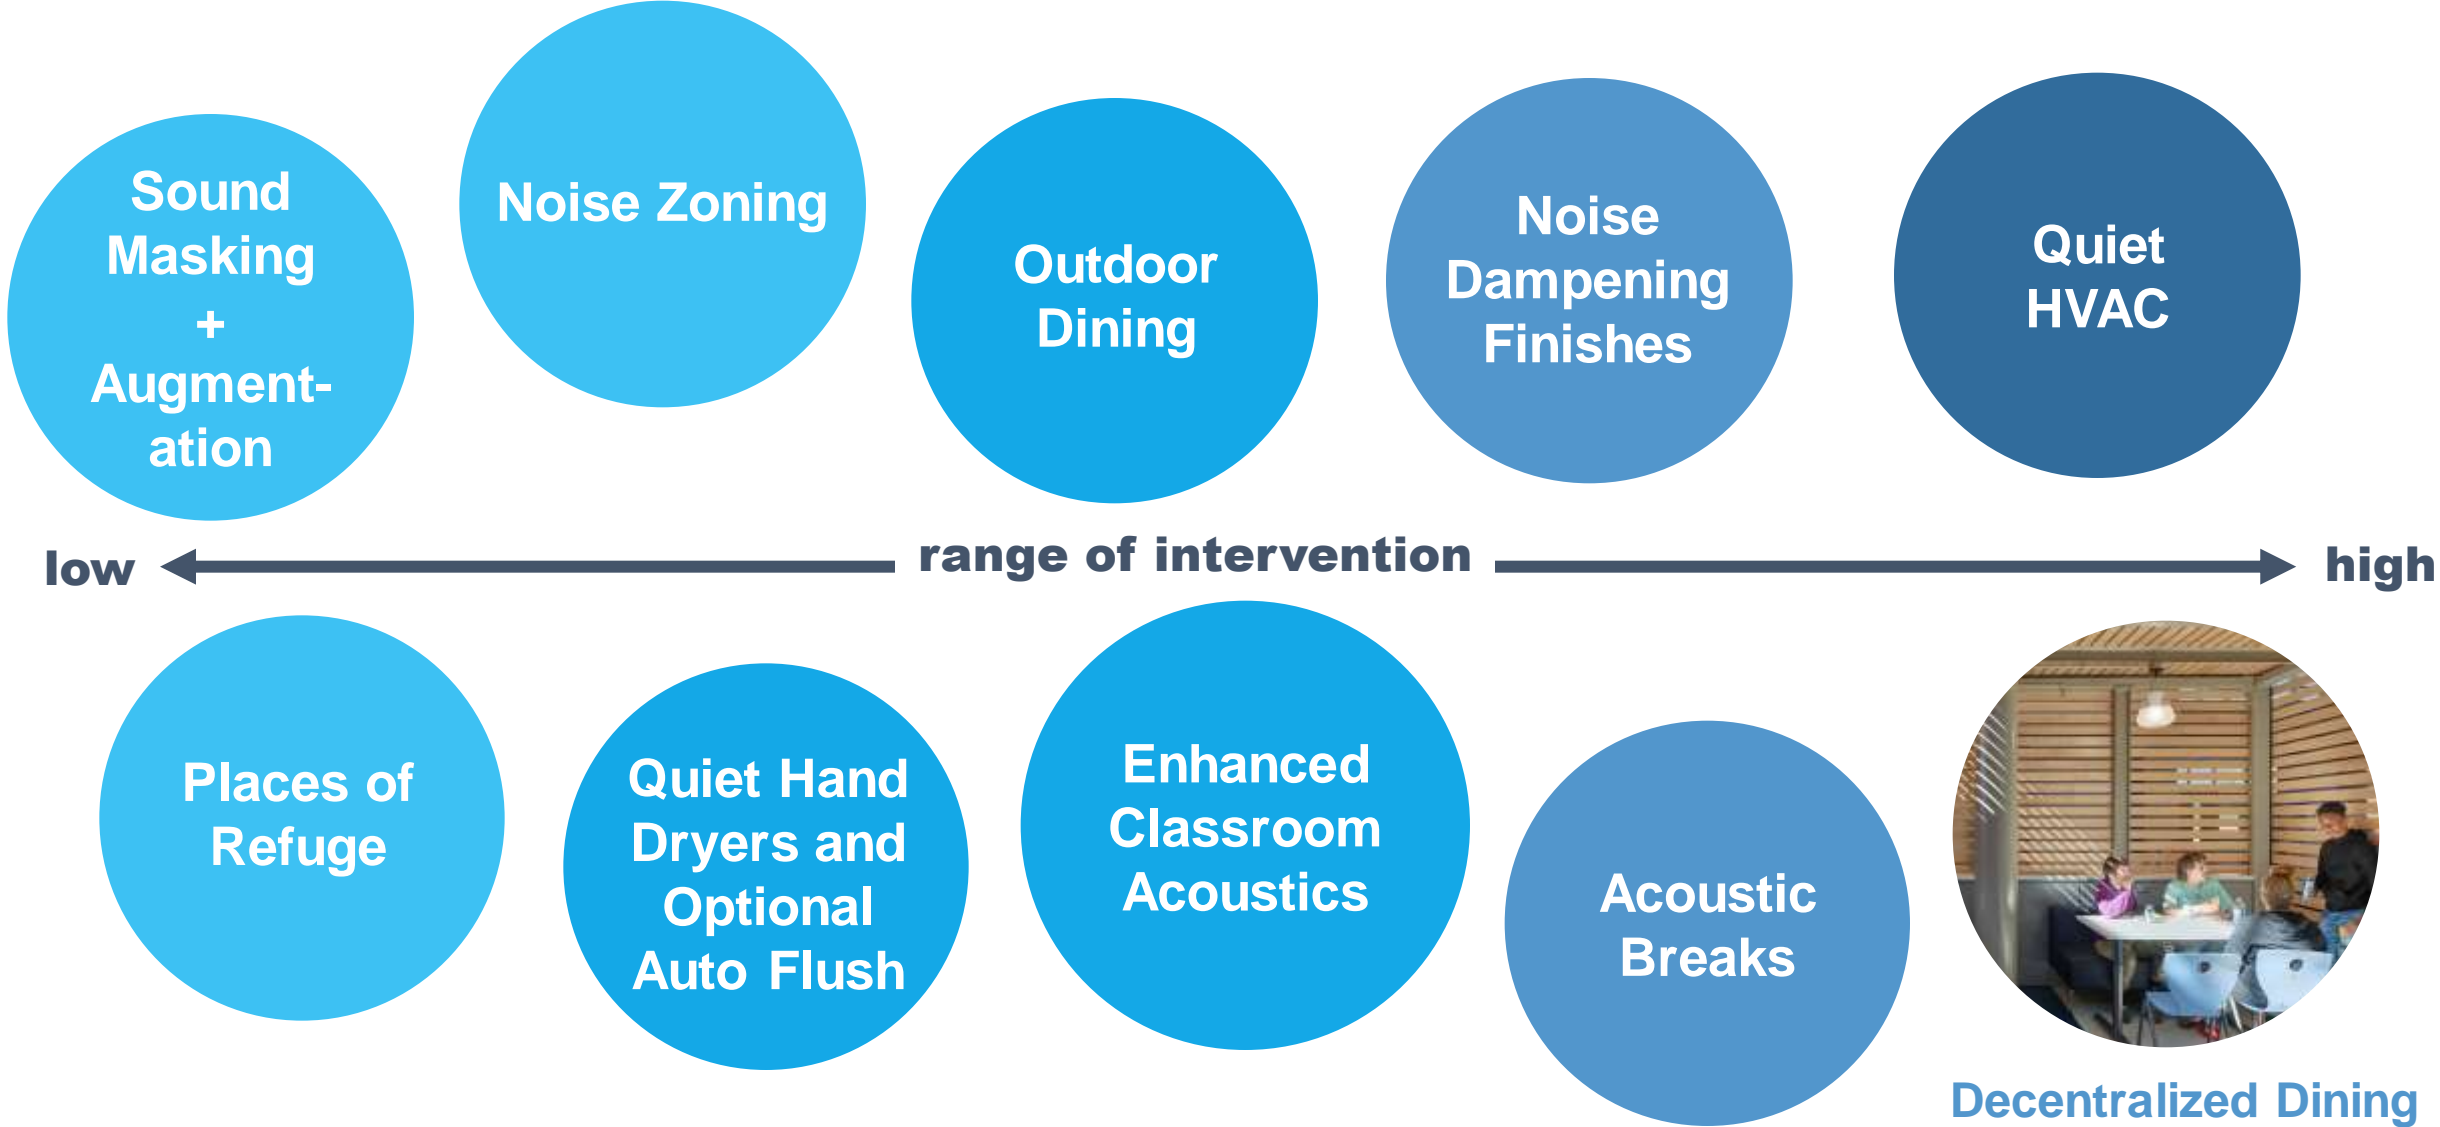 Sound
Masking
+
Augment-
ation
Noise Zoning
Outdoor
Dining
Noise
Dampening
Finishes
Quiet
HVAC
low
range of intervention
high
Places of
Refuge
Quiet Hand
Dryers and
Optional
Auto Flush
Enhanced
Classroom
Acoustics
Acoustic
Breaks
Decentralized Dining